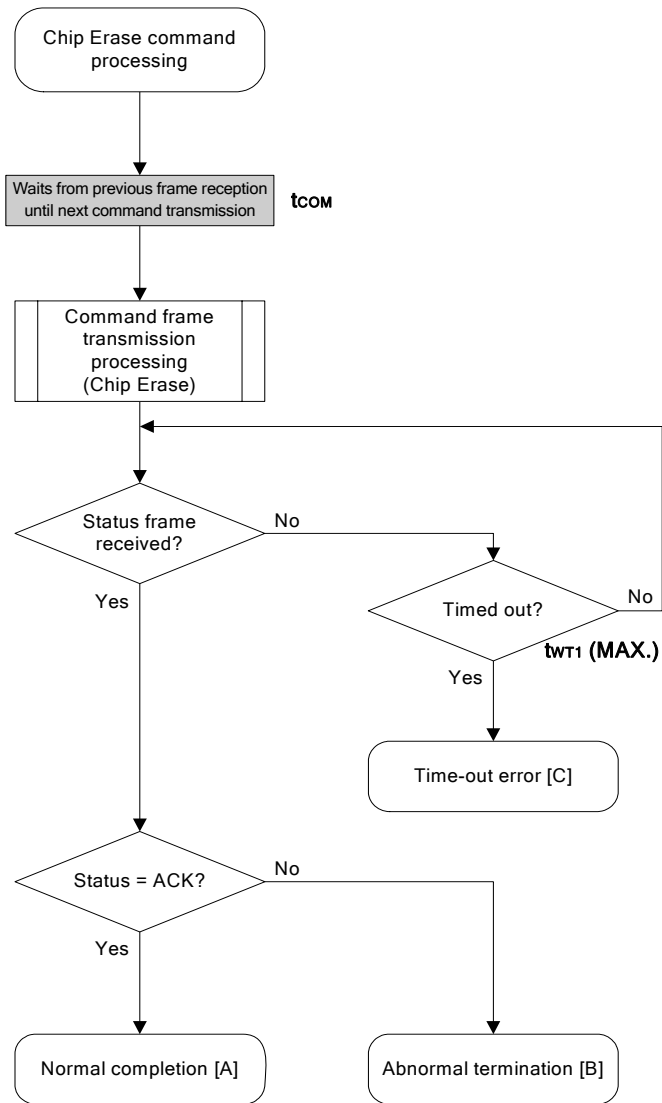 Chip Erase command
processing
Waits from previous frame reception
until next command transmission
tCOM
Command frame
transmission
processing
(Chip Erase)
Status frame
received?
No
Yes
Timed out?
No
tWT1 (MAX.)
Yes
Time-out error [C]
Status = ACK?
No
Yes
Normal completion [A]
Abnormal termination [B]